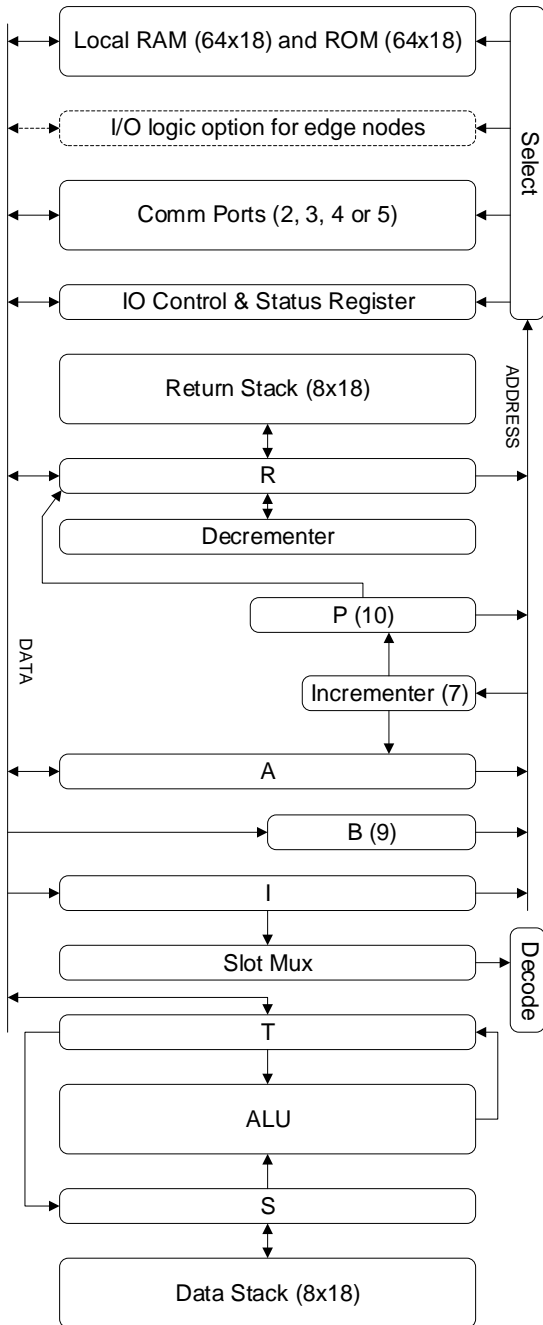 Local RAM (64x18) and ROM (64x18)
I/O logic option for edge nodes
Select
Comm Ports (2, 3, 4 or 5)
IO Control & Status Register
ADDRESS
Return Stack (8x18)
R
Decrementer
P (10)
DATA
Incrementer (7)
A
B (9)
I
Slot Mux
Decode
T
ALU
S
Data Stack (8x18)